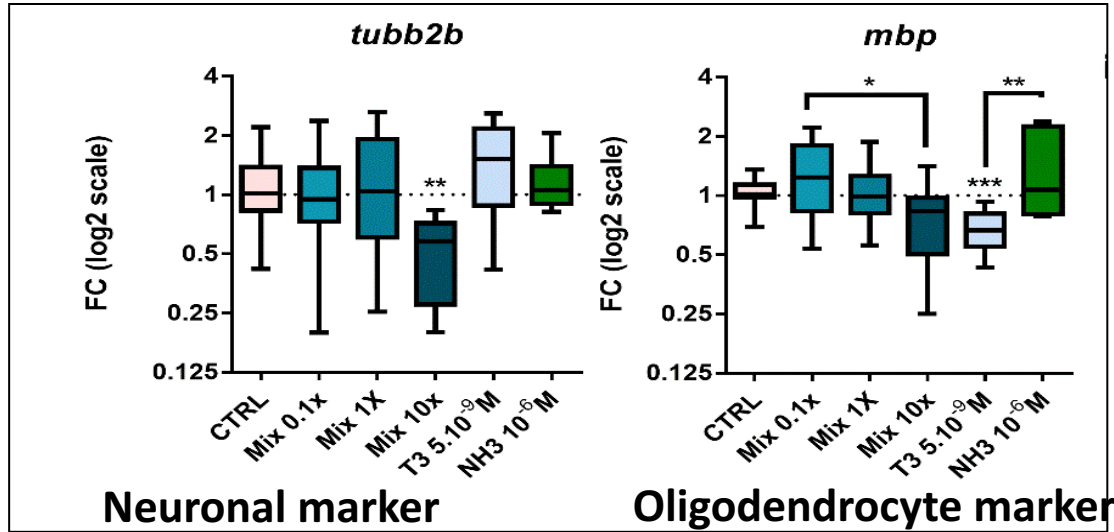 tubb2b
FC (log2 scale)
4
2
1
0.5
0.25
0.125
**
CTRL
Mix 0.1x
Mix 1X
Mix 10x
T3 5.10⁻⁹M
NH3 10⁻⁶M
Neuronal marker
mbp
FC (log2 scale)
4
2
1
0.5
0.25
0.125
*
**
***
CTRL
Mix 0.1x
Mix 1X
Mix 10x
T3 5.10⁻⁹M
NH3 10⁻⁶M
Oligodendrocyte marker